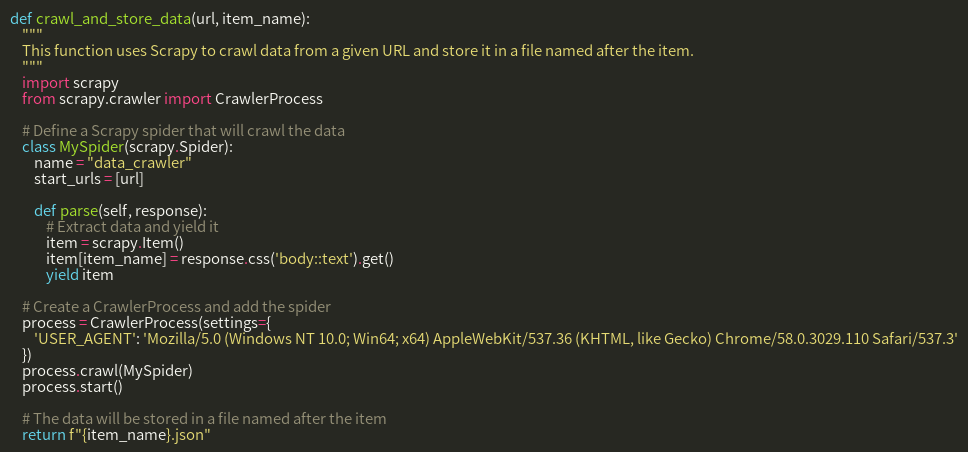 def crawl_and_store_data(url, item_name):
    """
    This function uses Scrapy to crawl data from a given URL and store it in a file named after the item.
    """
    import scrapy
    from scrapy.crawler import CrawlerProcess

    # Define a Scrapy spider that will crawl the data
    class MySpider(scrapy.Spider):
        name = "data_crawler"
        start_urls = [url]

        def parse(self, response):
            # Extract data and yield it
            item = scrapy.Item()
            item[item_name] = response.css('body::text').get()
            yield item

    # Create a CrawlerProcess and add the spider
    process = CrawlerProcess(settings={
        'USER_AGENT': 'Mozilla/5.0 (Windows NT 10.0; Win64; x64) AppleWebKit/537.36 (KHTML, like Gecko) Chrome/58.0.3029.110 Safari/537.3'
    })
    process.crawl(MySpider)
    process.start()

    # The data will be stored in a file named after the item
    return f"{item_name}.json"